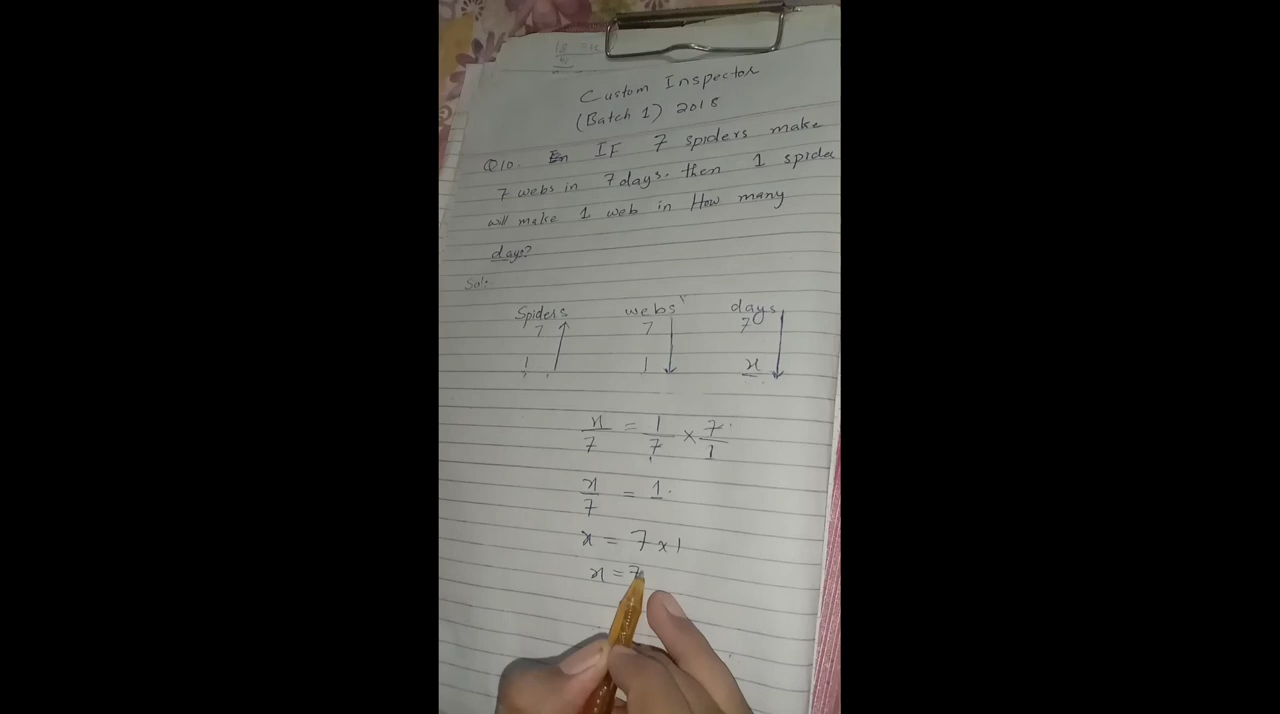 Custom Inspector
(Batch 1) 2018
Q10. En IF 7 spiders make
7 webs in 7 days. then 1 spider
will make 1 web in How many
days?
Sol:
Spiders webs days
7 7 7
1 1 x
x/7 = 1/7 × 7/1
x/7 = 1.
x = 7 × 1
x = 7